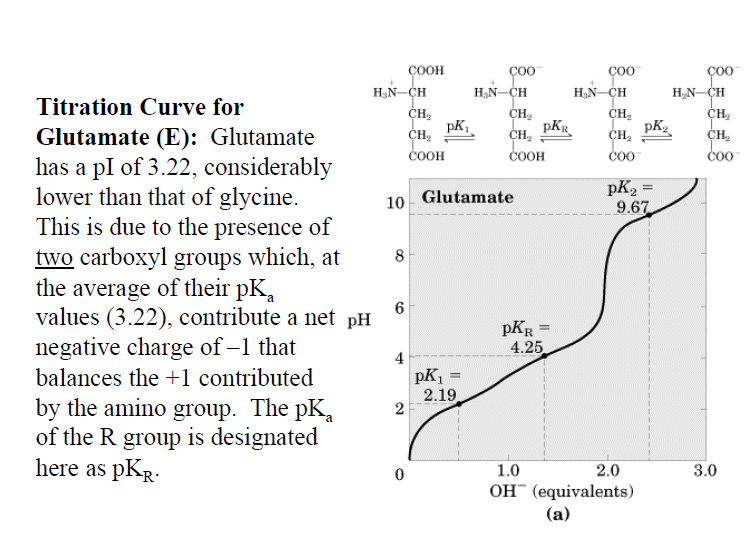 Titration Curve for
Glutamate (E): Glutamate
has a pI of 3.22, considerably
lower than that of glycine.
This is due to the presence of
two carboxyl groups which, at
the average of their pKₐ
values (3.22), contribute a net
negative charge of –1 that
balances the +1 contributed
by the amino group. The pKₐ
of the R group is designated
here as pKR.
COOH COO⁻ COO⁻ COO⁻
H₃N⁺–CH H₃N⁺–CH H₃N⁺–CH H₂N–CH
CH₂ CH₂ CH₂ CH₂
pK₁ pKR pK₂
CH₂ CH₂ CH₂ CH₂
COOH COOH COO⁻ COO⁻
Glutamate
pK₂ =
9.67
pKR =
4.25
pK₁ =
2.19
pH
10
8
6
4
2
0 1.0 2.0 3.0
OH⁻ (equivalents)
(a)